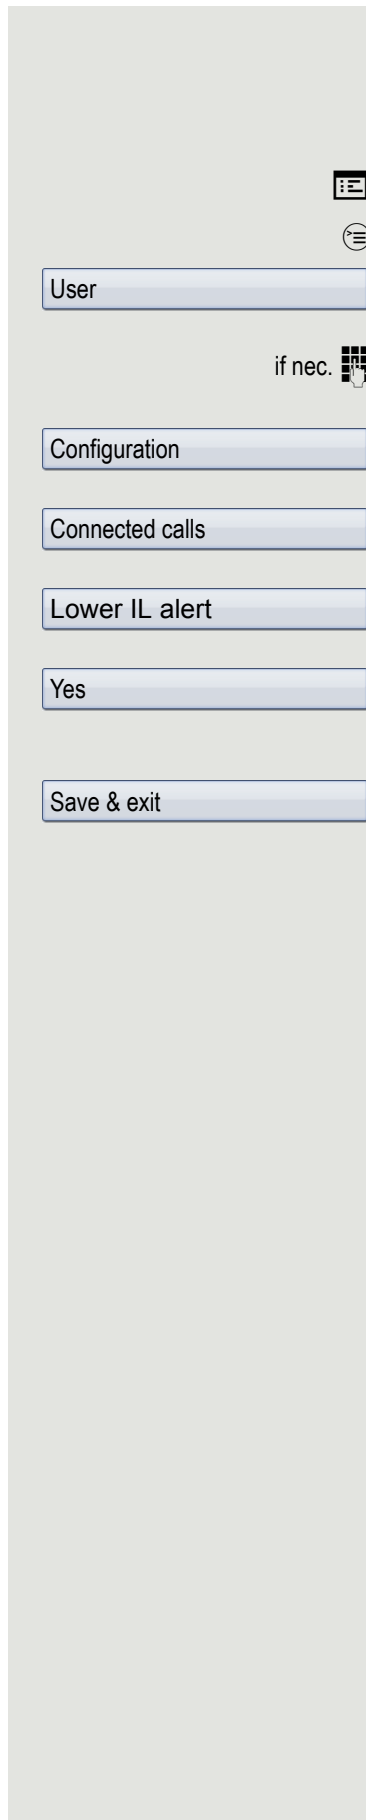 User
if nec.
Configuration
Connected calls
Lower IL alert
Yes
Save & exit